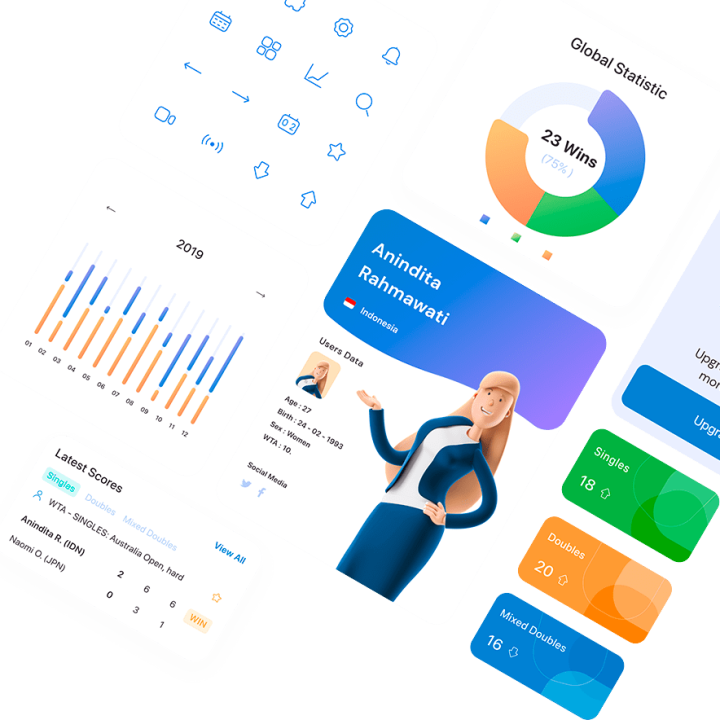 0 2
Global Statistic
23 Wins
(75%)
2019
01 02 03 04 05 06 07 08 09 10 11 12
Anindita
Rahmawati
Indonesia
Users Data
Age : 27
Birth : 24 - 02 - 1993
Sex : Women
WTA : 10.
Social Media
Latest Scores
Singles Doubles Mixed Doubles
View All
WTA - SINGLES: Australia Open, hard
Anindita R. (IDN) 2 6 6
Naomi O. (JPN) 0 3 1
WIN
Singles
18
Doubles
20
Mixed Doubles
16